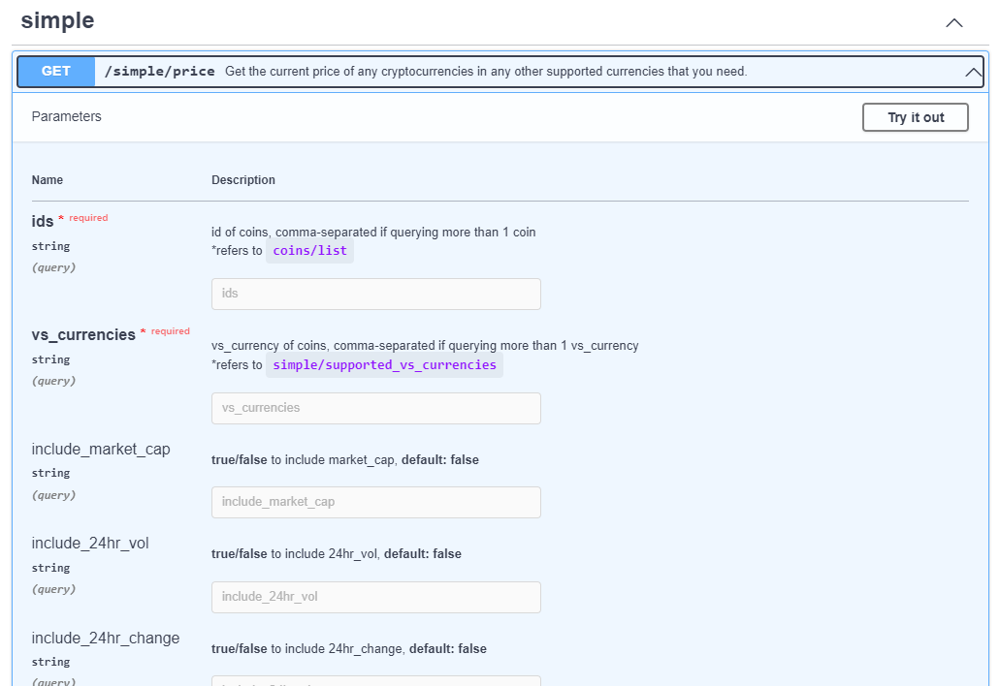 simple
GET /simple/price Get the current price of any cryptocurrencies in any other supported currencies that you need.
Parameters
Try it out
Name Description
ids * required
string
(query)
id of coins, comma-separated if querying more than 1 coin
*refers to coins/list
ids
vs_currencies * required
string
(query)
vs_currency of coins, comma-separated if querying more than 1 vs_currency
*refers to simple/supported_vs_currencies
vs_currencies
include_market_cap
string
(query)
true/false to include market_cap, default: false
include_market_cap
include_24hr_vol
string
(query)
true/false to include 24hr_vol, default: false
include_24hr_vol
include_24hr_change
string
(query)
true/false to include 24hr_change, default: false